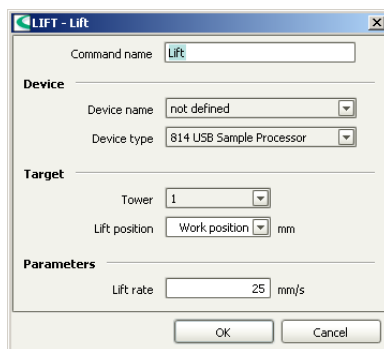 LIFT - Lift
Command name Lift
Device
Device name not defined
Device type 814 USB Sample Processor
Target
Tower 1
Lift position Work position mm
Parameters
Lift rate 25 mm/s
OK Cancel